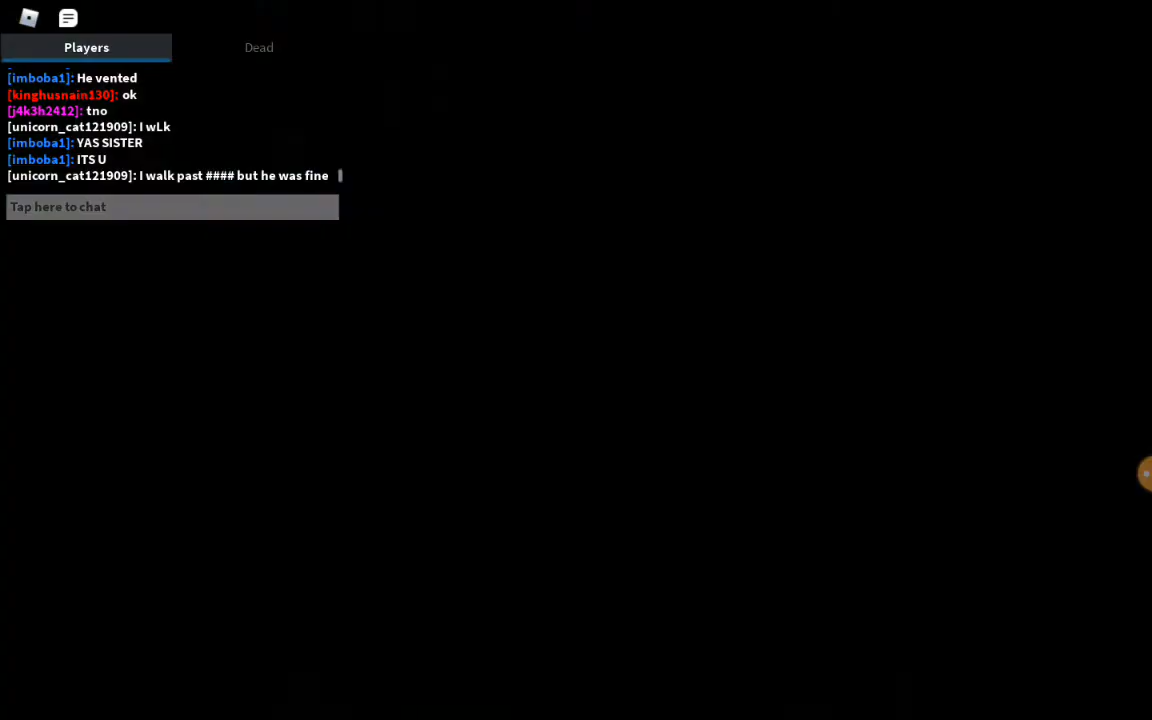 Players
Dead
[imboba1]: He vented
[kinghusnain130]: ok
[j4k3h2412]: tno
[unicorn_cat121909]: I wLk
[imboba1]: YAS SISTER
[imboba1]: ITS U
[unicorn_cat121909]: I walk past #### but he was fine
Tap here to chat